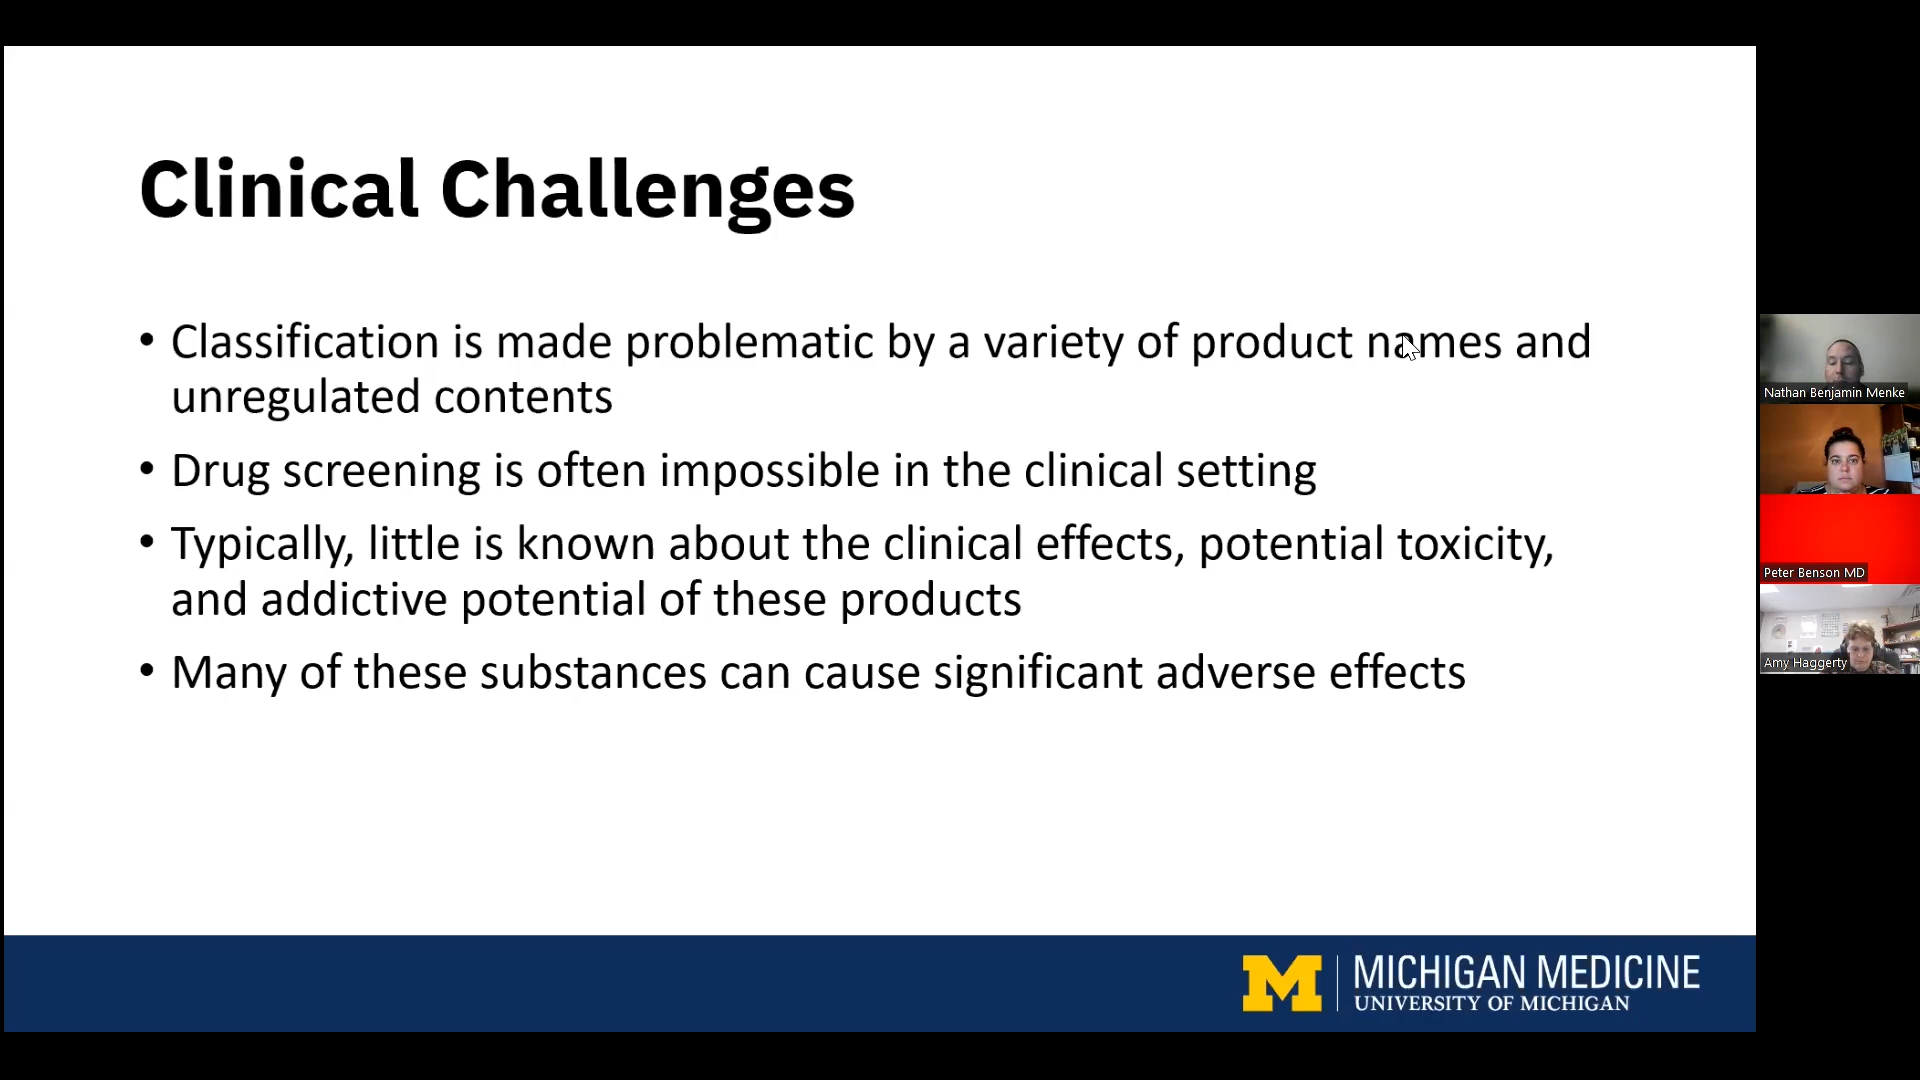 Clinical Challenges
• Classification is made problematic by a variety of product names and
unregulated contents
• Drug screening is often impossible in the clinical setting
• Typically, little is known about the clinical effects, potential toxicity,
and addictive potential of these products
• Many of these substances can cause significant adverse effects
M MICHIGAN MEDICINE
UNIVERSITY OF MICHIGAN
Nathan Benjamin Menke
Peter Benson MD
Amy Haggerty